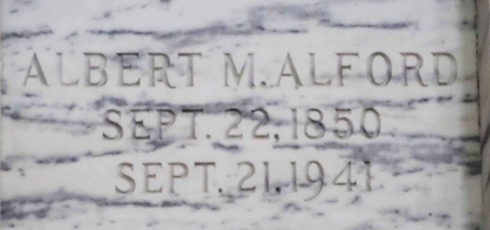 ALBERT M. ALFORD
SEPT. 22, 1850
SEPT. 21, 1941